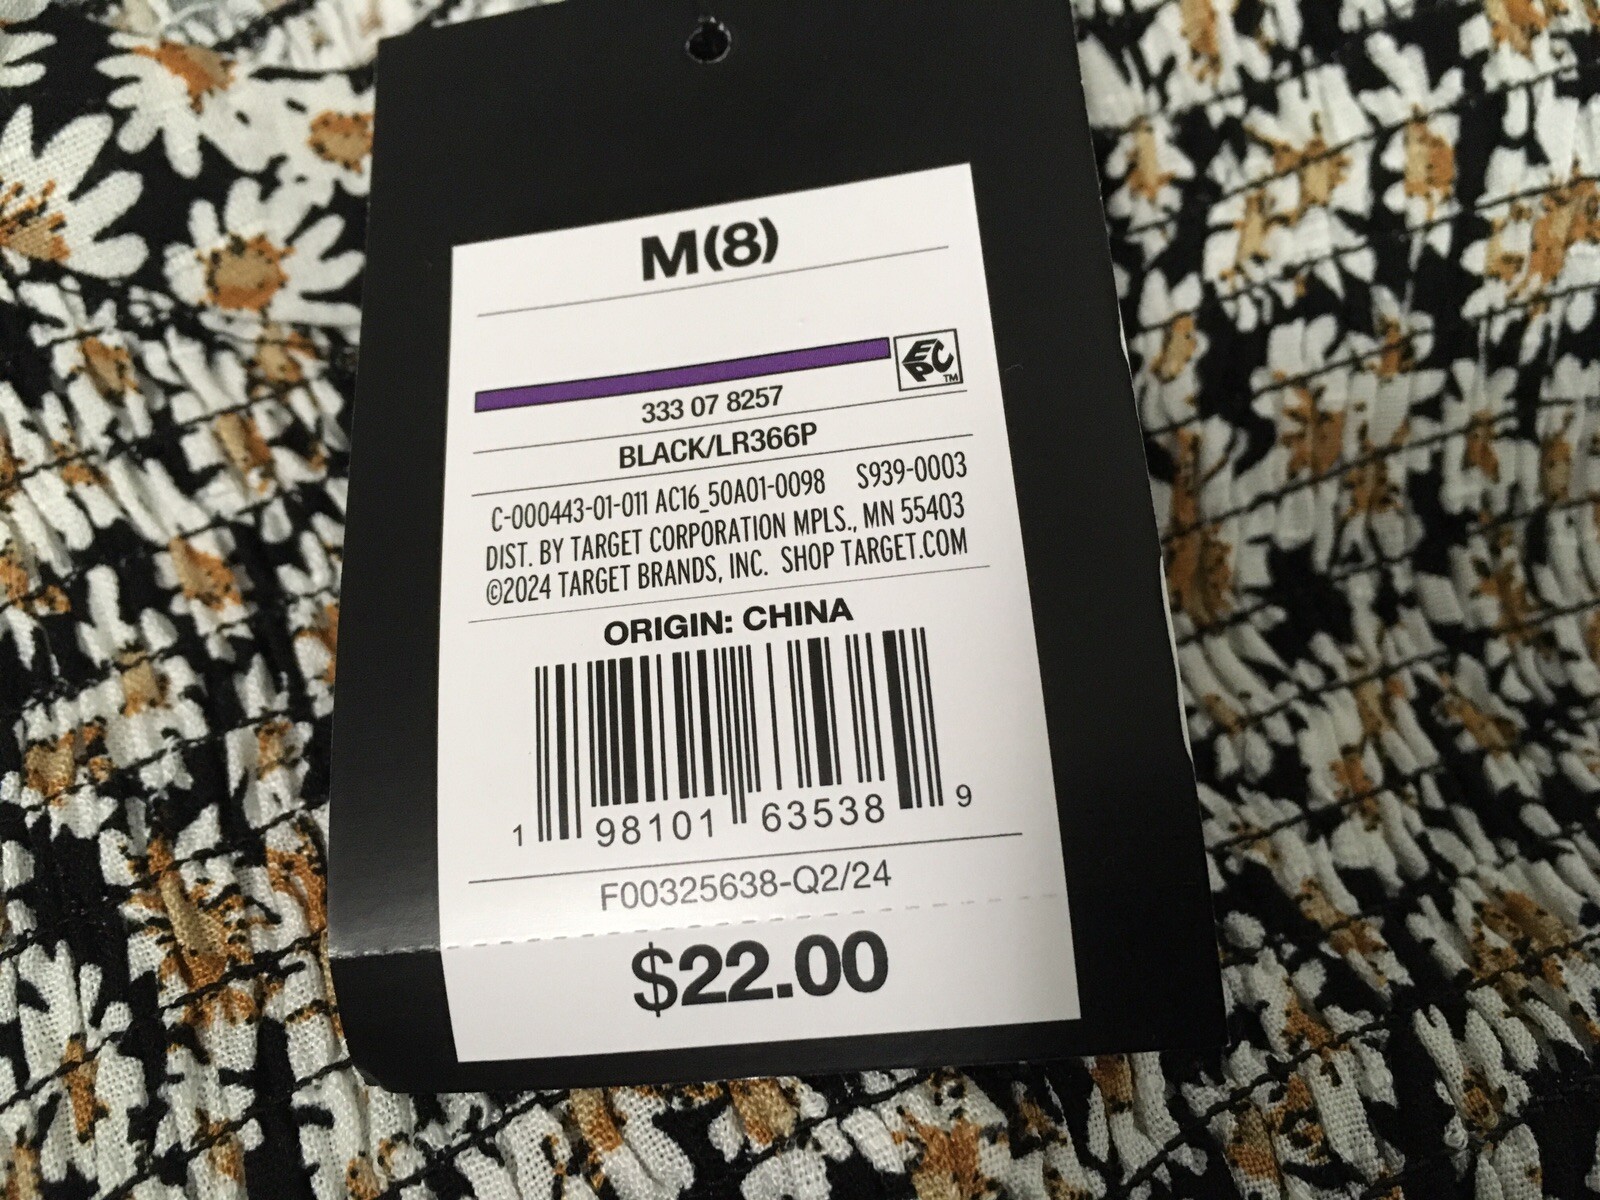 M(8)
EPC™
333 07 8257
BLACK/LR366P
C-000443-01-011 AC16_50A01-0098 S939-0003
DIST. BY TARGET CORPORATION MPLS., MN 55403
©2024 TARGET BRANDS, INC. SHOP TARGET.COM
ORIGIN: CHINA
1 98101 63538 9
F00325638-Q2/24
$22.00